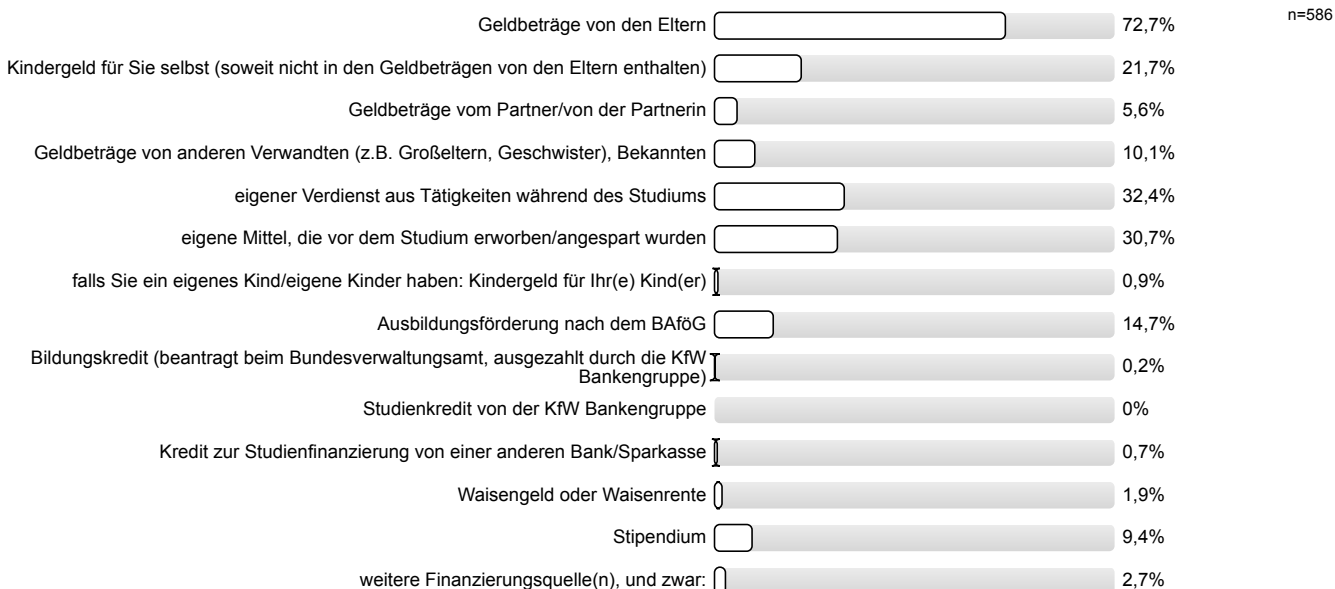 n=586
Geldbeträge von den Eltern 72,7%
Kindergeld für Sie selbst (soweit nicht in den Geldbeträgen von den Eltern enthalten) 21,7%
Geldbeträge vom Partner/von der Partnerin 5,6%
Geldbeträge von anderen Verwandten (z.B. Großeltern, Geschwister), Bekannten 10,1%
eigener Verdienst aus Tätigkeiten während des Studiums 32,4%
eigene Mittel, die vor dem Studium erworben/angespart wurden 30,7%
falls Sie ein eigenes Kind/eigene Kinder haben: Kindergeld für Ihr(e) Kind(er) 0,9%
Ausbildungsförderung nach dem BAföG 14,7%
Bildungskredit (beantragt beim Bundesverwaltungsamt, ausgezahlt durch die KfW
Bankengruppe) 0,2%
Studienkredit von der KfW Bankengruppe 0%
Kredit zur Studienfinanzierung von einer anderen Bank/Sparkasse 0,7%
Waisengeld oder Waisenrente 1,9%
Stipendium 9,4%
weitere Finanzierungsquelle(n), und zwar: 2,7%